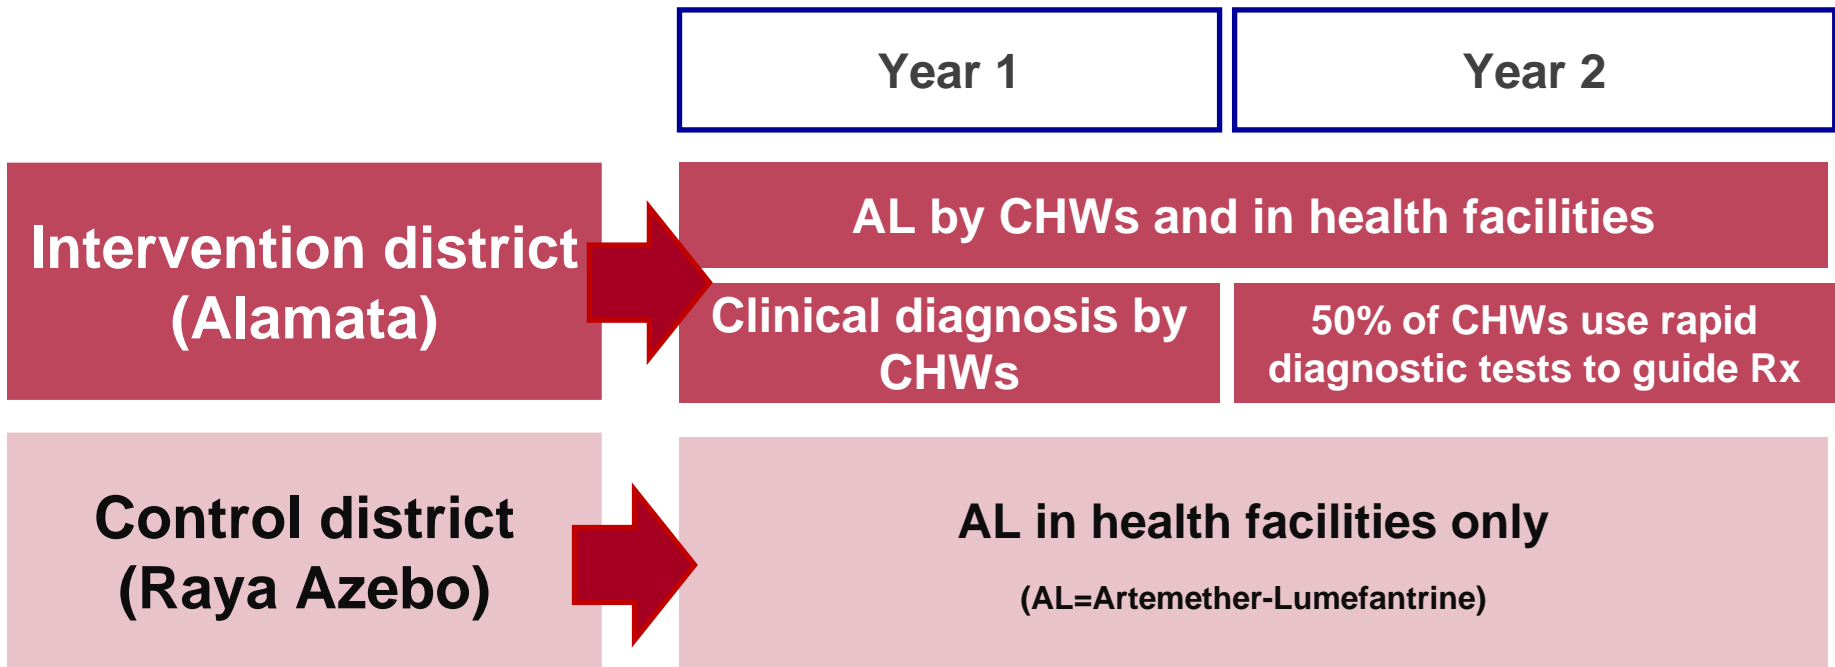 Year 1
Year 2
Intervention district
(Alamata)
AL by CHWs and in health facilities
Clinical diagnosis by
CHWs
50% of CHWs use rapid
diagnostic tests to guide Rx
Control district
(Raya Azebo)
AL in health facilities only
(AL=Artemether-Lumefantrine)